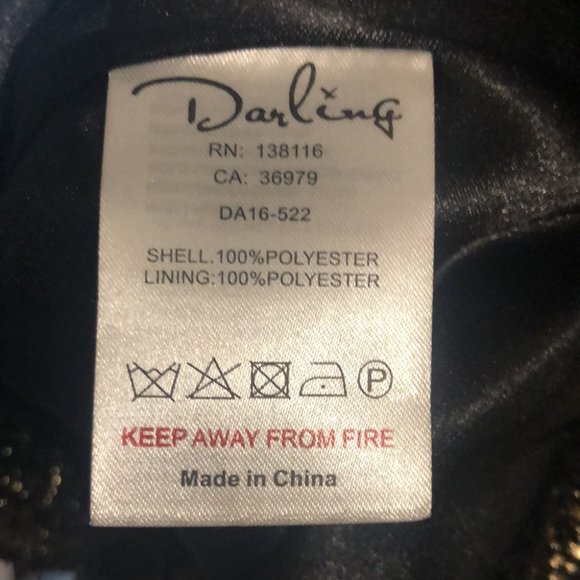 Darling
RN: 138116
CA: 36979
DA16-522
SHELL.100%POLYESTER
LINING:100%POLYESTER
P
KEEP AWAY FROM FIRE
Made in China